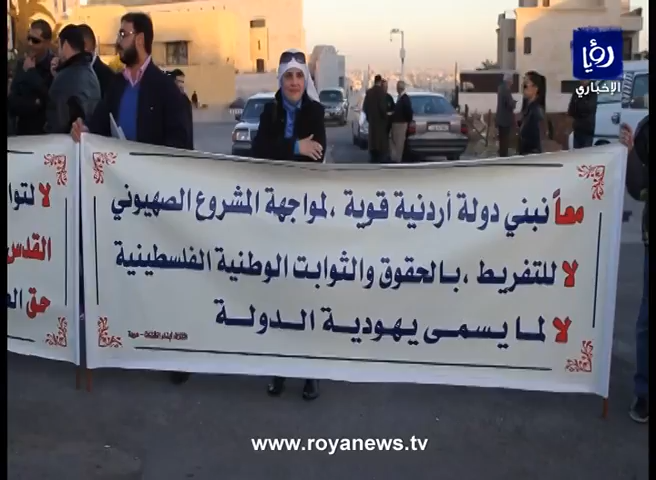 رؤيا
الإخباري
معاً نبني دولة أردنية قوية ، لمواجهة المشروع الصهيوني
لا للتفريط ، بالحقوق والثوابت الوطنية الفلسطينية
لا لما يسمى يهودية الدولة
لا لتوا
القدس
حق
www.royanews.tv